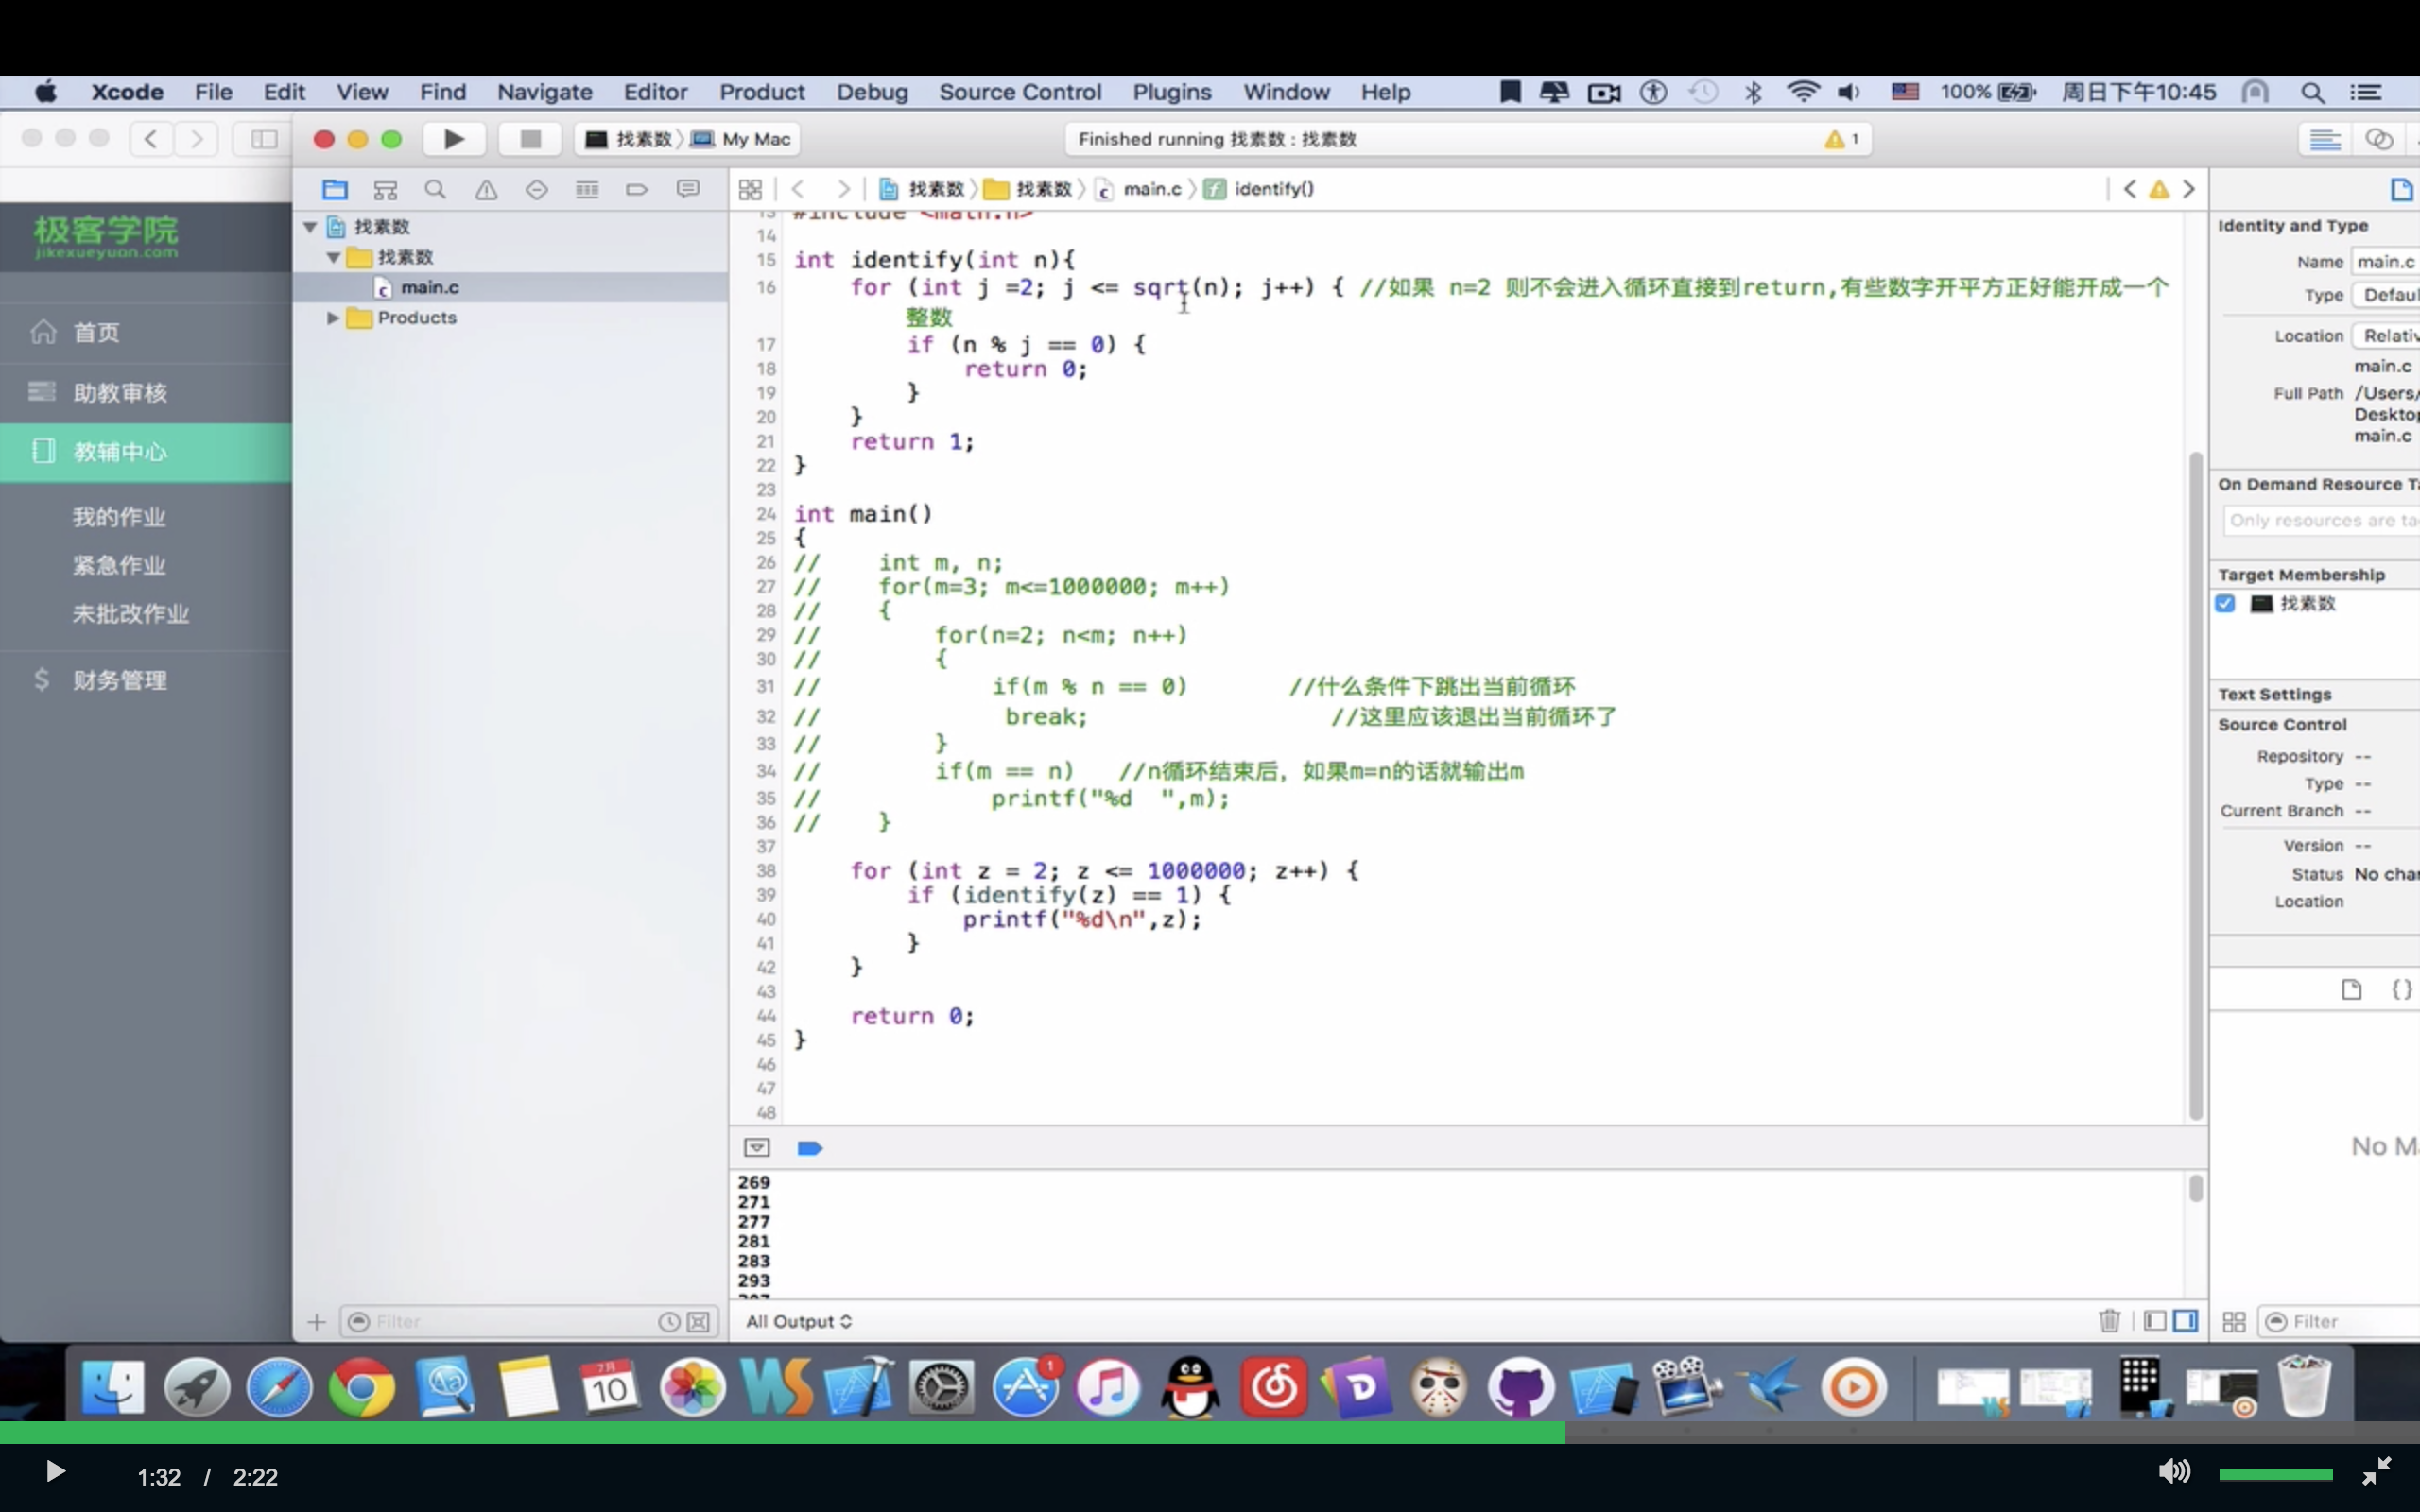 Xcode File Edit View Find Navigate Editor Product Debug Source Control Plugins Window Help 100% 周日下午10:45
找素数 My Mac
Finished running 找素数 : 找素数
1
极客学院
jikexueyuan.com
首页
助教审核
教辅中心
我的作业
紧急作业
未批改作业
财务管理
找素数
找素数
main.c
Products
Filter
找素数 找素数 main.c identify()
13 #include <math.h>
14
15 int identify(int n){
16 for (int j =2; j <= sqrt(n); j++) { //如果 n=2 则不会进入循环直接到return,有些数字开平方正好能开成一个
整数
17 if (n % j == 0) {
18 return 0;
19 }
20 }
21 return 1;
22 }
23
24 int main()
25 {
26 // int m, n;
27 // for(m=3; m<=1000000; m++)
28 // {
29 // for(n=2; n<m; n++)
30 // {
31 // if(m % n == 0) //什么条件下跳出当前循环
32 // break; //这里应该退出当前循环了
33 // }
34 // if(m == n) //n循环结束后，如果m=n的话就输出m
35 // printf("%d  ",m);
36 // }
37
38 for (int z = 2; z <= 1000000; z++) {
39 if (identify(z) == 1) {
40 printf("%d\n",z);
41 }
42 }
43
44 return 0;
45 }
46
47
48
269
271
277
281
283
293
All Output
Identity and Type
Name main.c
Type
Location
main.c
Full Path /Users/
main.c
On Demand Resource
Only resources are
Target Membership
找素数
Text Settings
Source Control
Repository --
Type --
Current Branch --
Version --
Status No
Location
{}
No
Filter
7月
10
1
1:32 / 2:22